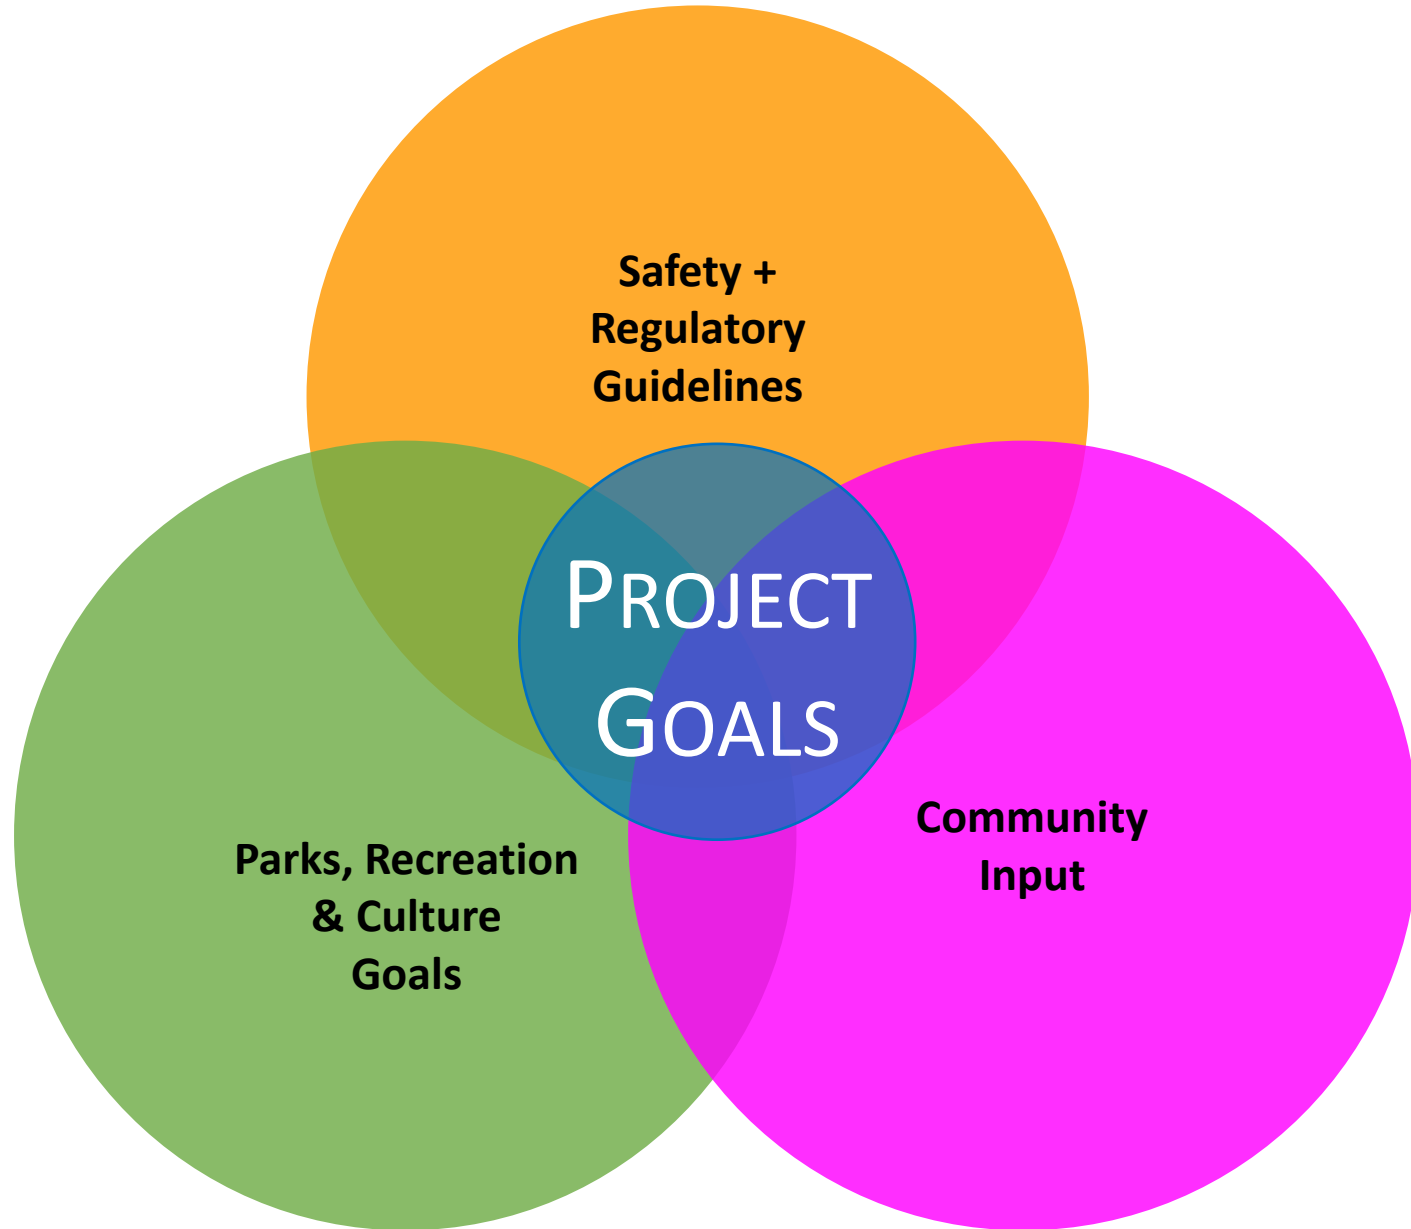 Safety +
Regulatory
Guidelines
PROJECT
GOALS
Community
Input
Parks, Recreation
& Culture
Goals